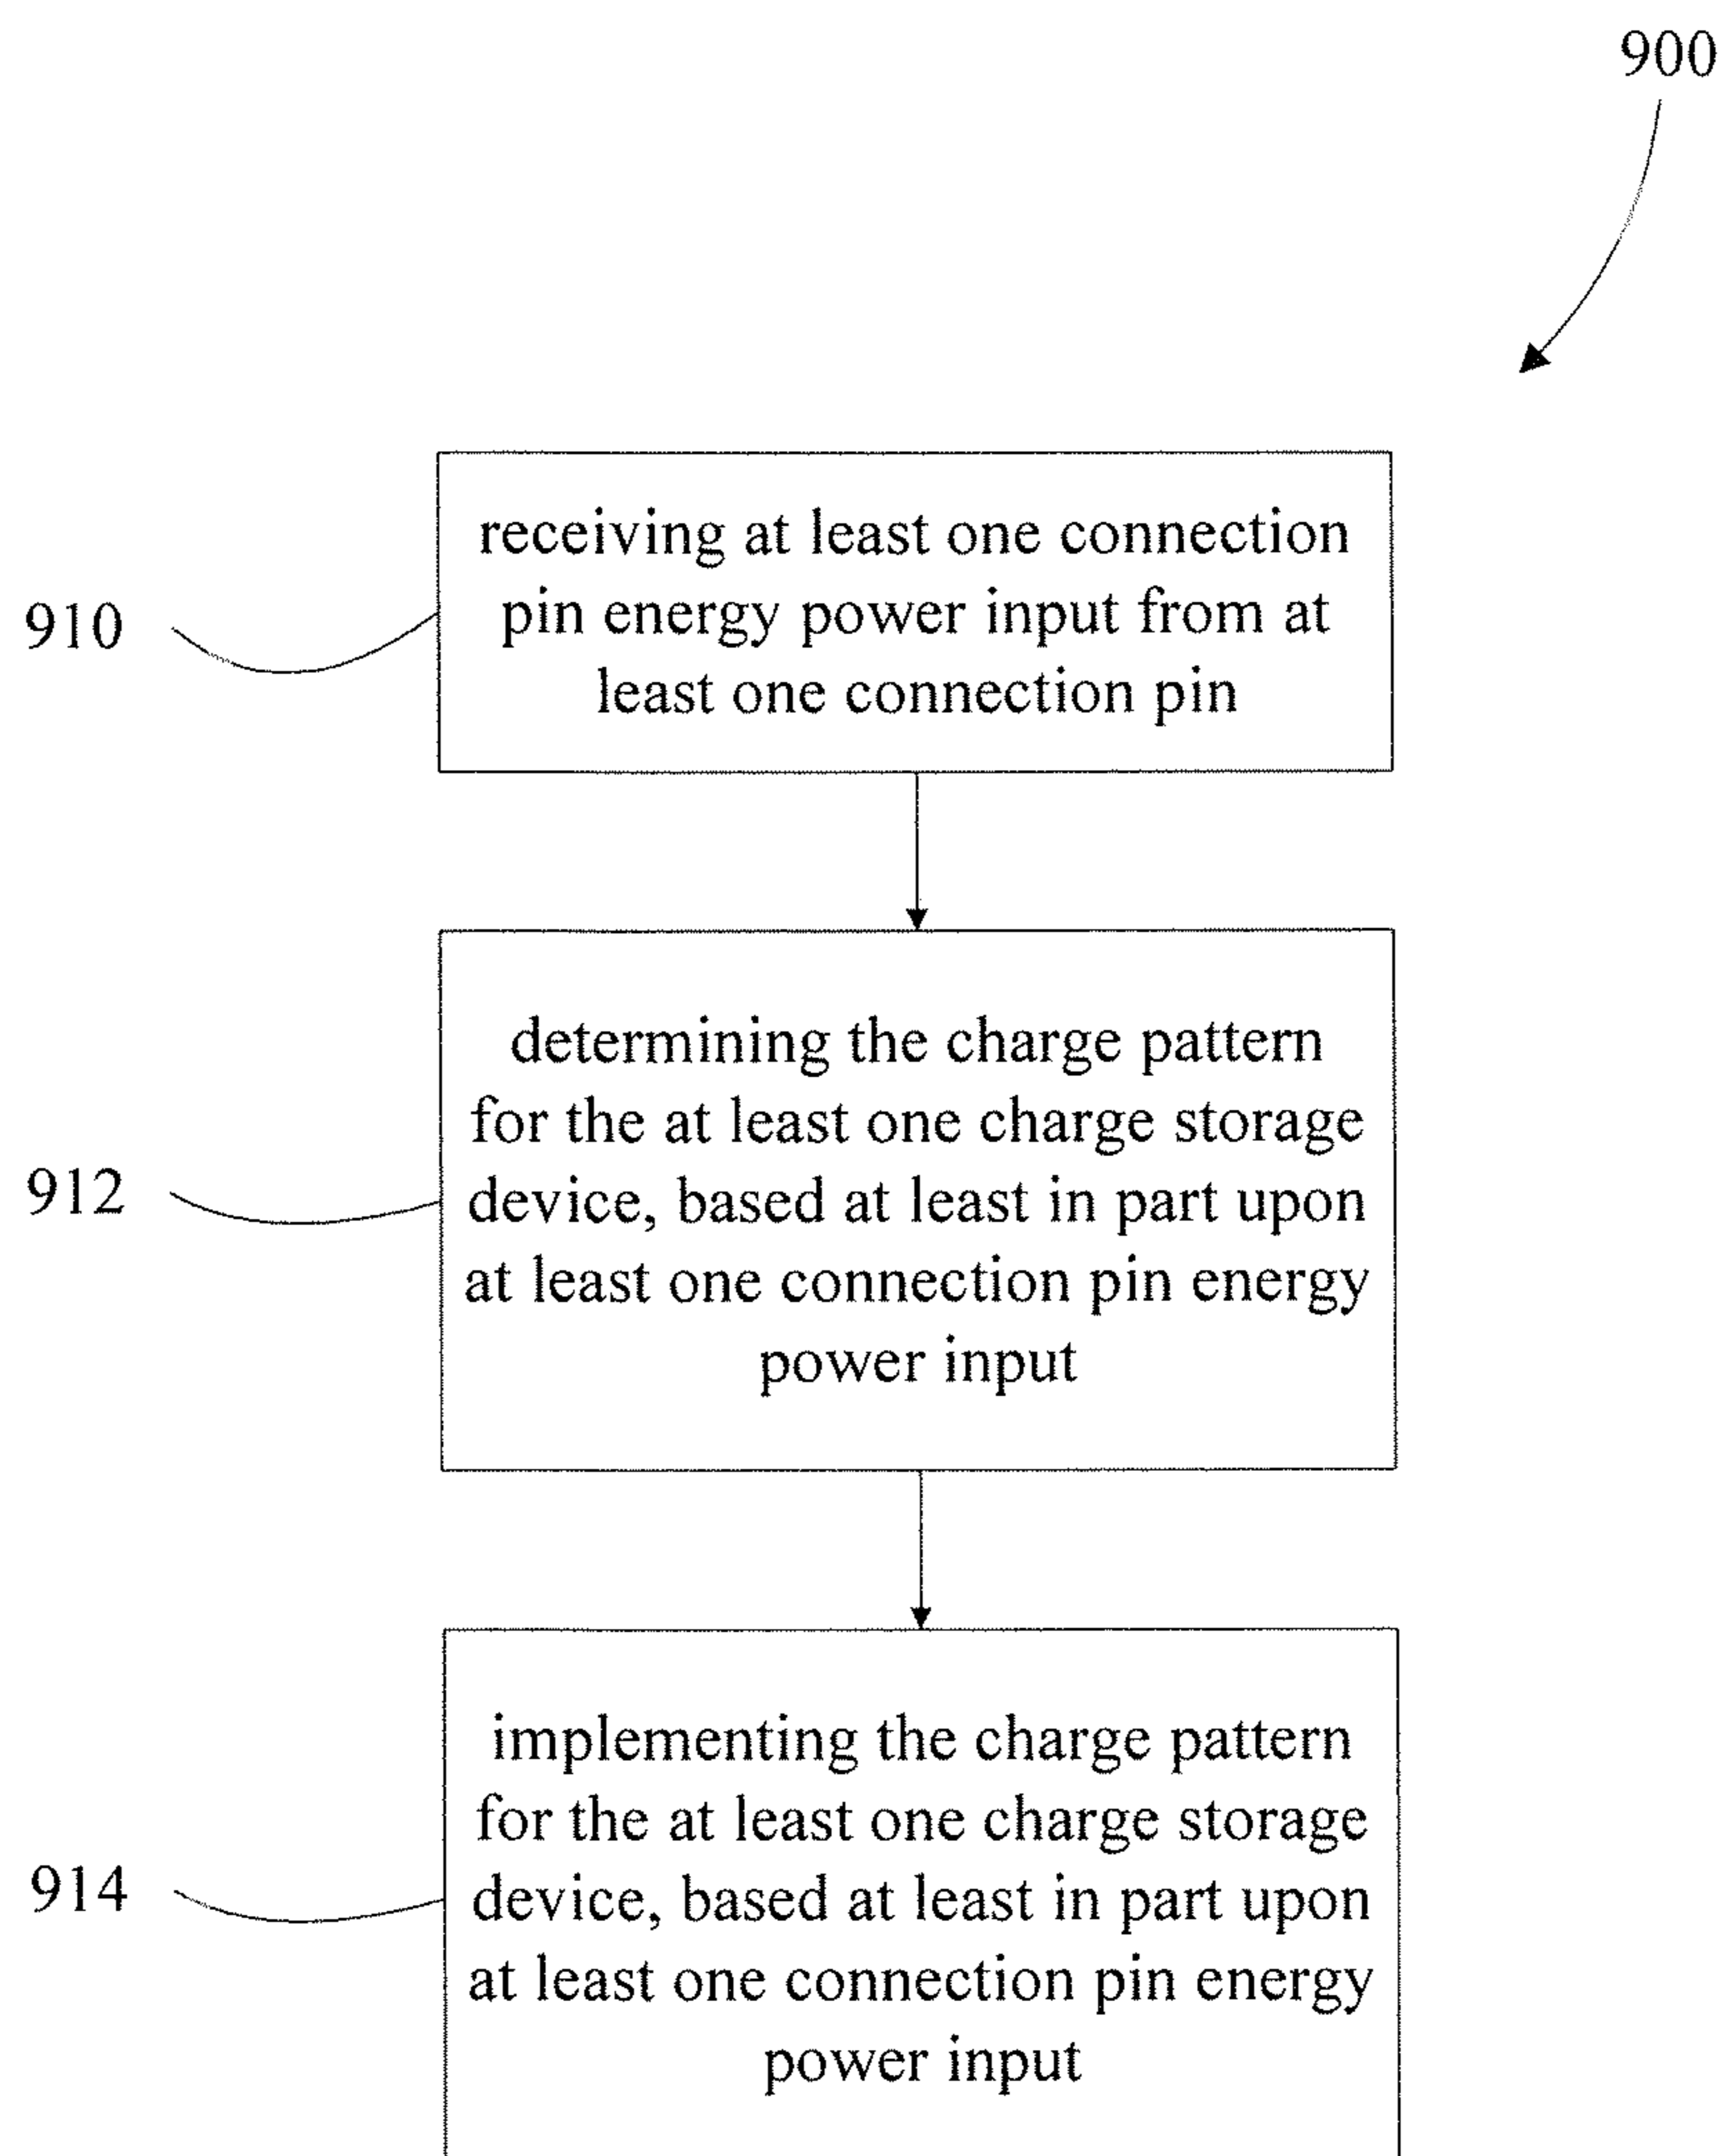 900
receiving at least one connection
pin energy power input from at
least one connection pin
910
determining the charge pattern
for the at least one charge storage
device, based at least in part upon
at least one connection pin energy
power input
912
implementing the charge pattern
for the at least one charge storage
device, based at least in part upon
at least one connection pin energy
power input
914